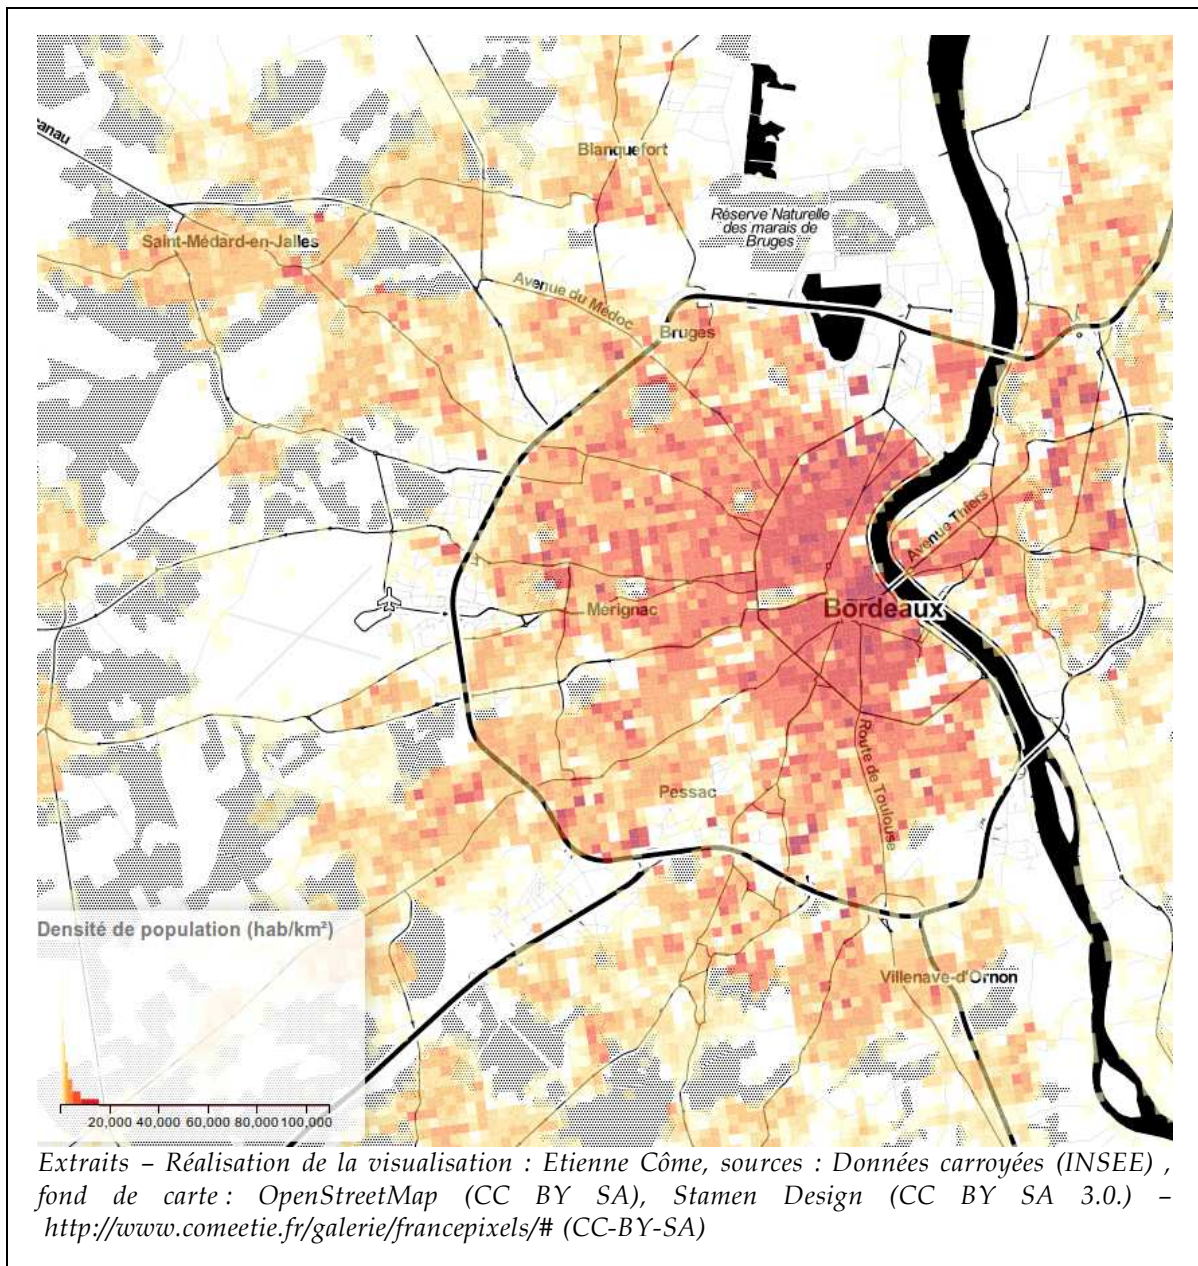 anau
Blanquefort
Réserve Naturelle
des marais de
Bruges
Saint-Médard-en-Jalles
Avenue du Médoc
Bruges
Avenue Thiers
Mérignac
Bordeaux
Route de Toulouse
Pessac
Villenave-d'Ornon
Densité de population (hab/km²)
20,000 40,000 60,000 80,000 100,000
Extraits – Réalisation de la visualisation : Etienne Côme, sources : Données carroyées (INSEE) ,
fond de carte : OpenStreetMap (CC BY SA), Stamen Design (CC BY SA 3.0.) –
http://www.comeetie.fr/galerie/francepixels/# (CC-BY-SA)